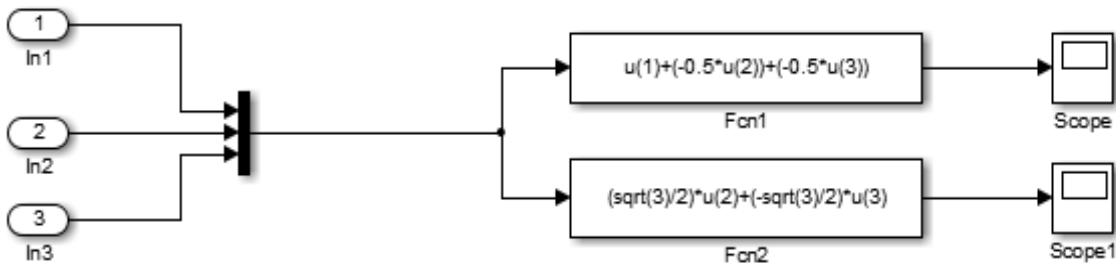 1
In1
2
In2
3
In3
u(1)+(-0.5*u(2))+(-0.5*u(3))
Fcn1
Scope
(sqrt(3)/2)*u(2)+(-sqrt(3)/2)*u(3)
Fcn2
Scope1